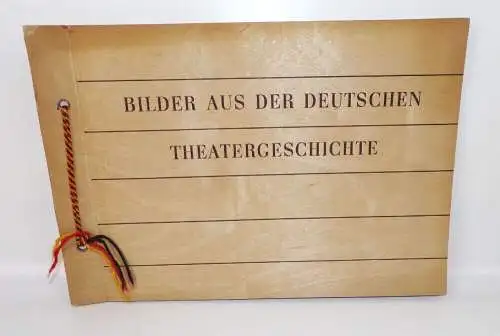 BILDER AUS DER DEUTSCHEN
THEATERGESCHICHTE